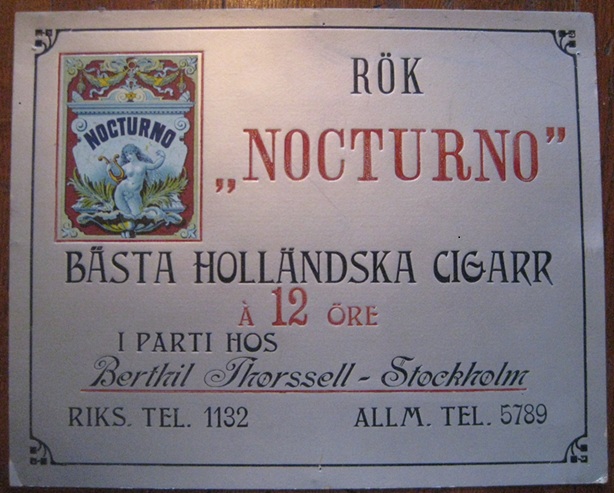 RÖK
NOCTURNO
„NOCTURNO”
BÄSTA HOLLÄNDSKA CIGARR
À 12 ÖRE
I PARTI HOS
Berthil Thorssell - Stockholm
RIKS. TEL. 1132
ALLM. TEL. 5789